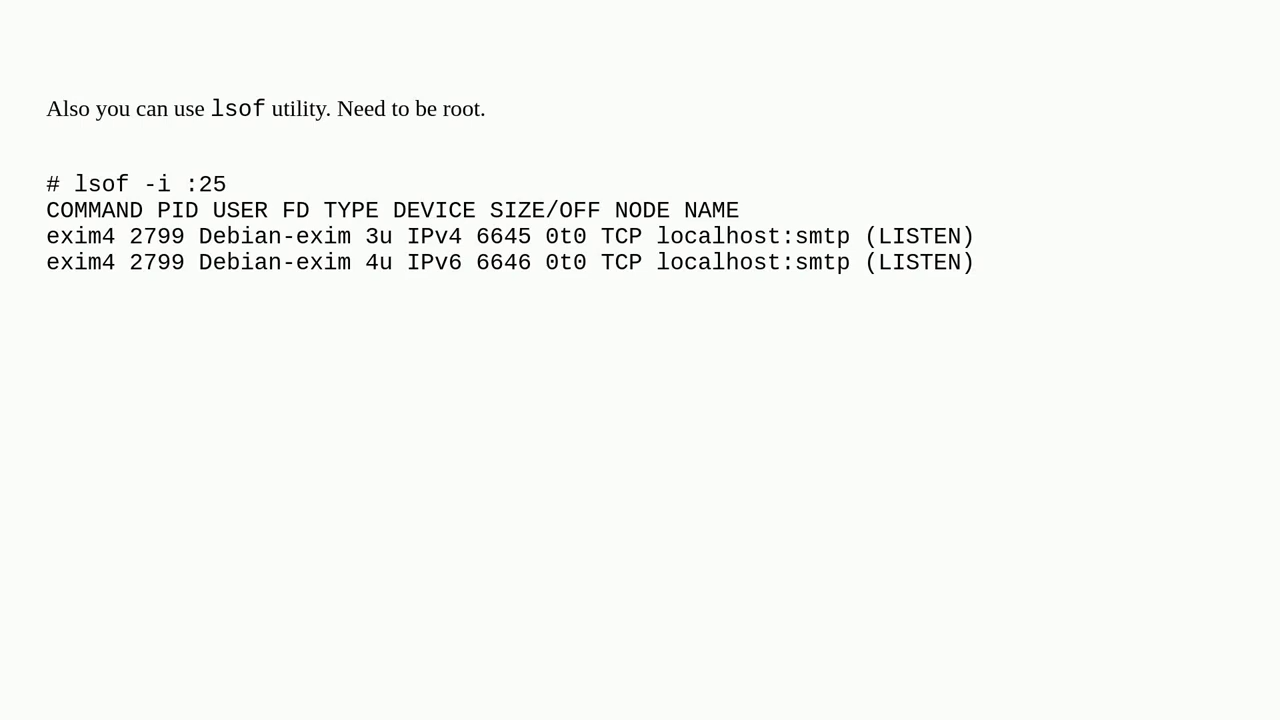 Also you can use lsof utility. Need to be root.
# lsof -i :25
COMMAND PID USER FD TYPE DEVICE SIZE/OFF NODE NAME
exim4 2799 Debian-exim 3u IPv4 6645 0t0 TCP localhost:smtp (LISTEN)
exim4 2799 Debian-exim 4u IPv6 6646 0t0 TCP localhost:smtp (LISTEN)